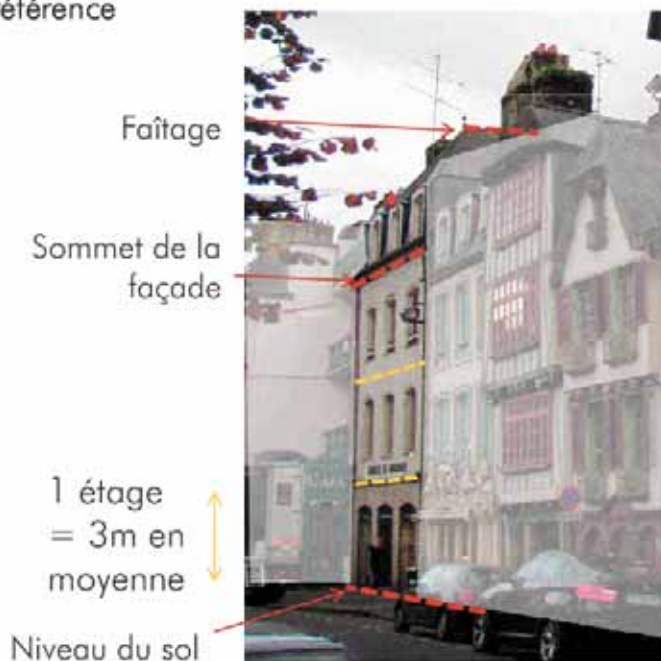 éférence
Faîtage
Sommet de la
façade
1 étage
= 3m en
moyenne
Niveau du sol